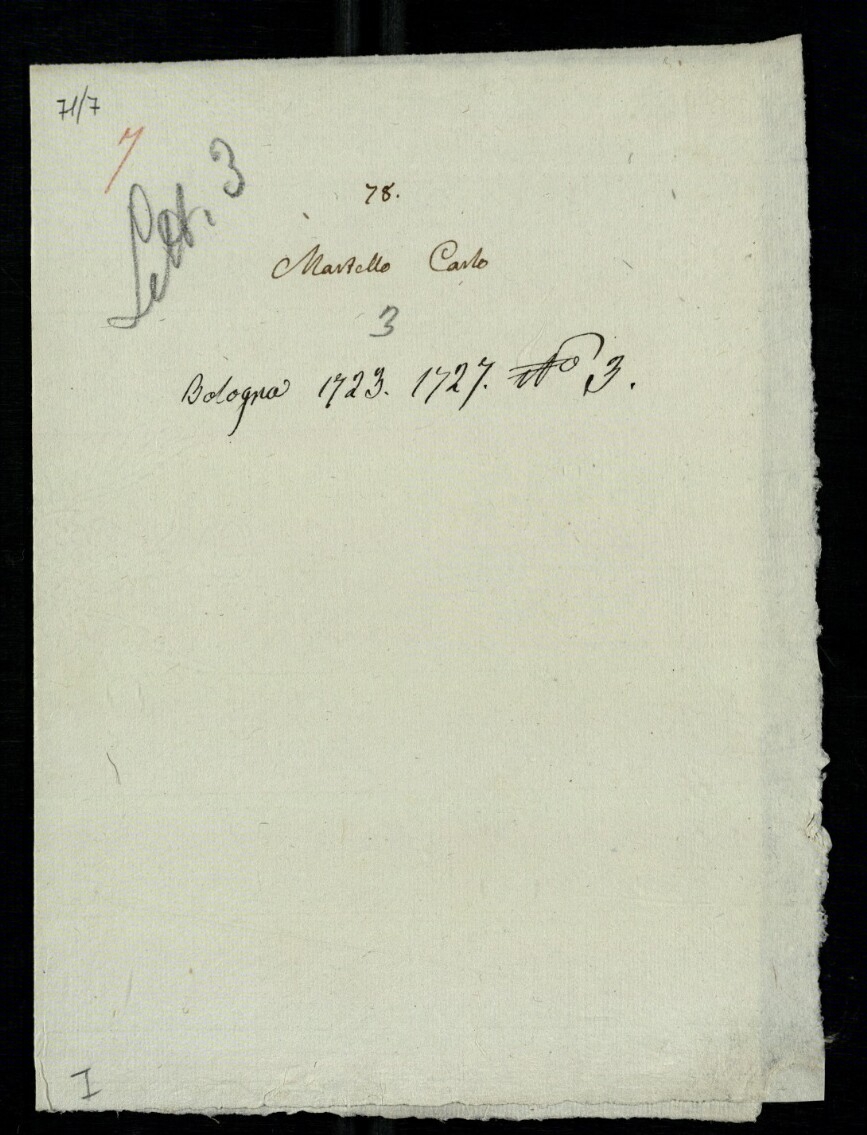 71/7
7
Lett. 3
78.
Martello Carlo
3
Bologna 1723. 1727. No 3.
I